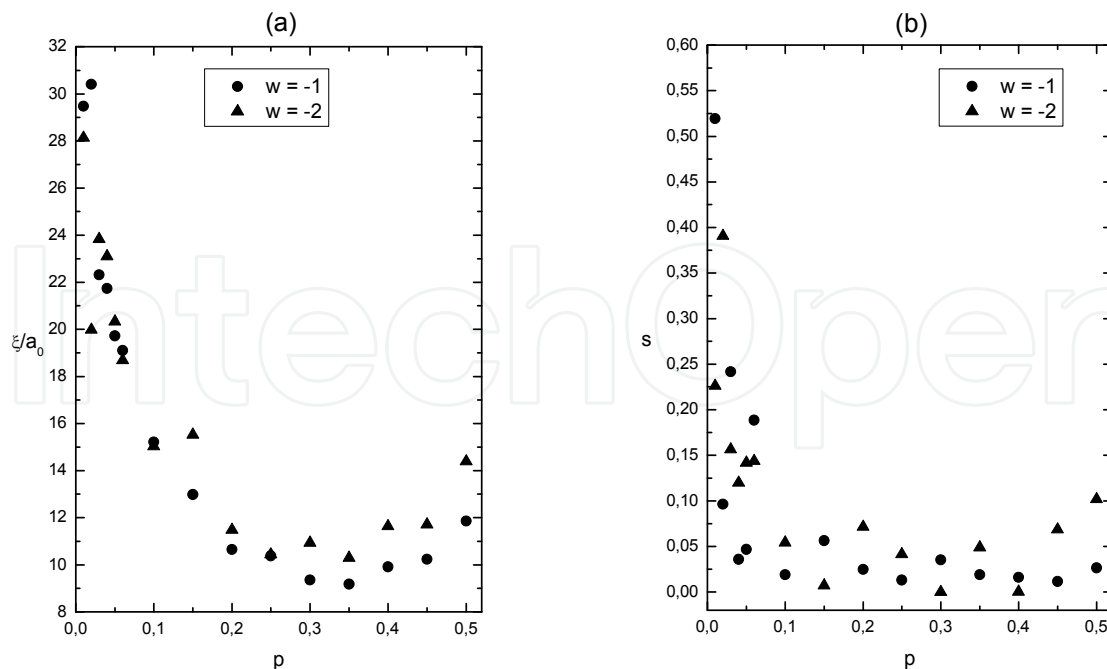 (a)
32
30
28
26
24
22
20
ξ/a₀
18
16
14
12
10
8
0,0 0,1 0,2 0,3 0,4 0,5
p
w = -1
w = -2
(b)
0,60
0,55
0,50
0,45
0,40
0,35
0,30
s
0,25
0,20
0,15
0,10
0,05
0,00
0,0 0,1 0,2 0,3 0,4 0,5
p
w = -1
w = -2
IntechOpen